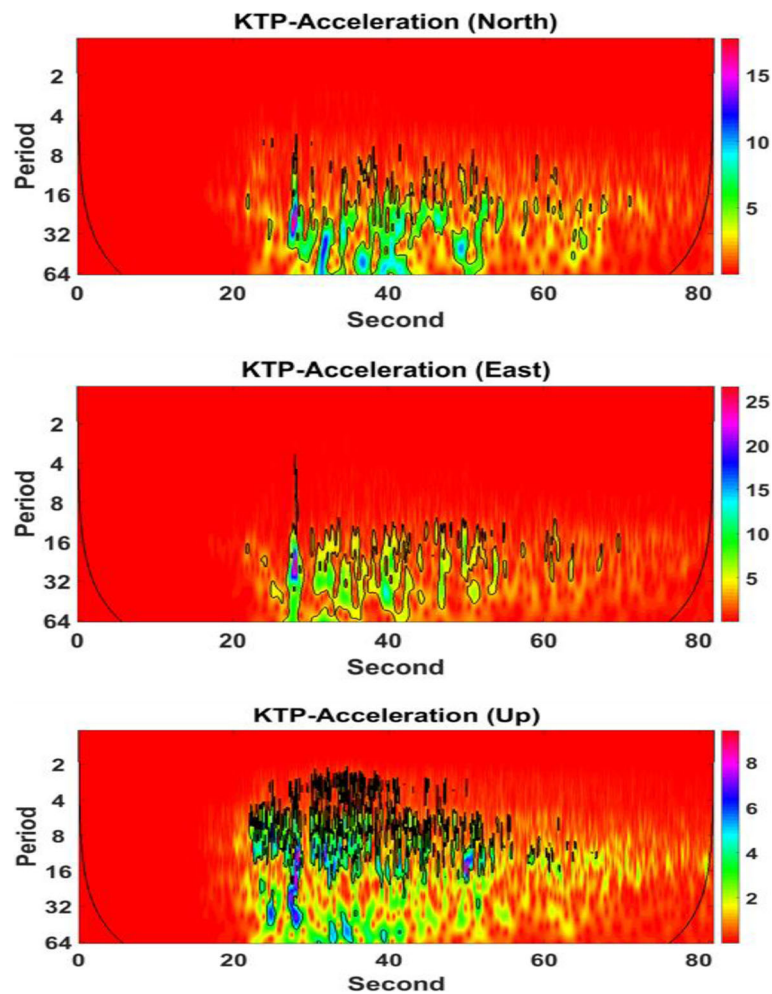 KTP-Acceleration (North)
15
10
5
2
4
8
16
32
64
Period
0 20 40 60 80
Second
KTP-Acceleration (East)
25
20
15
10
5
2
4
8
16
32
64
Period
0 20 40 60 80
Second
KTP-Acceleration (Up)
8
6
4
2
2
4
8
16
32
64
Period
0 20 40 60 80
Second